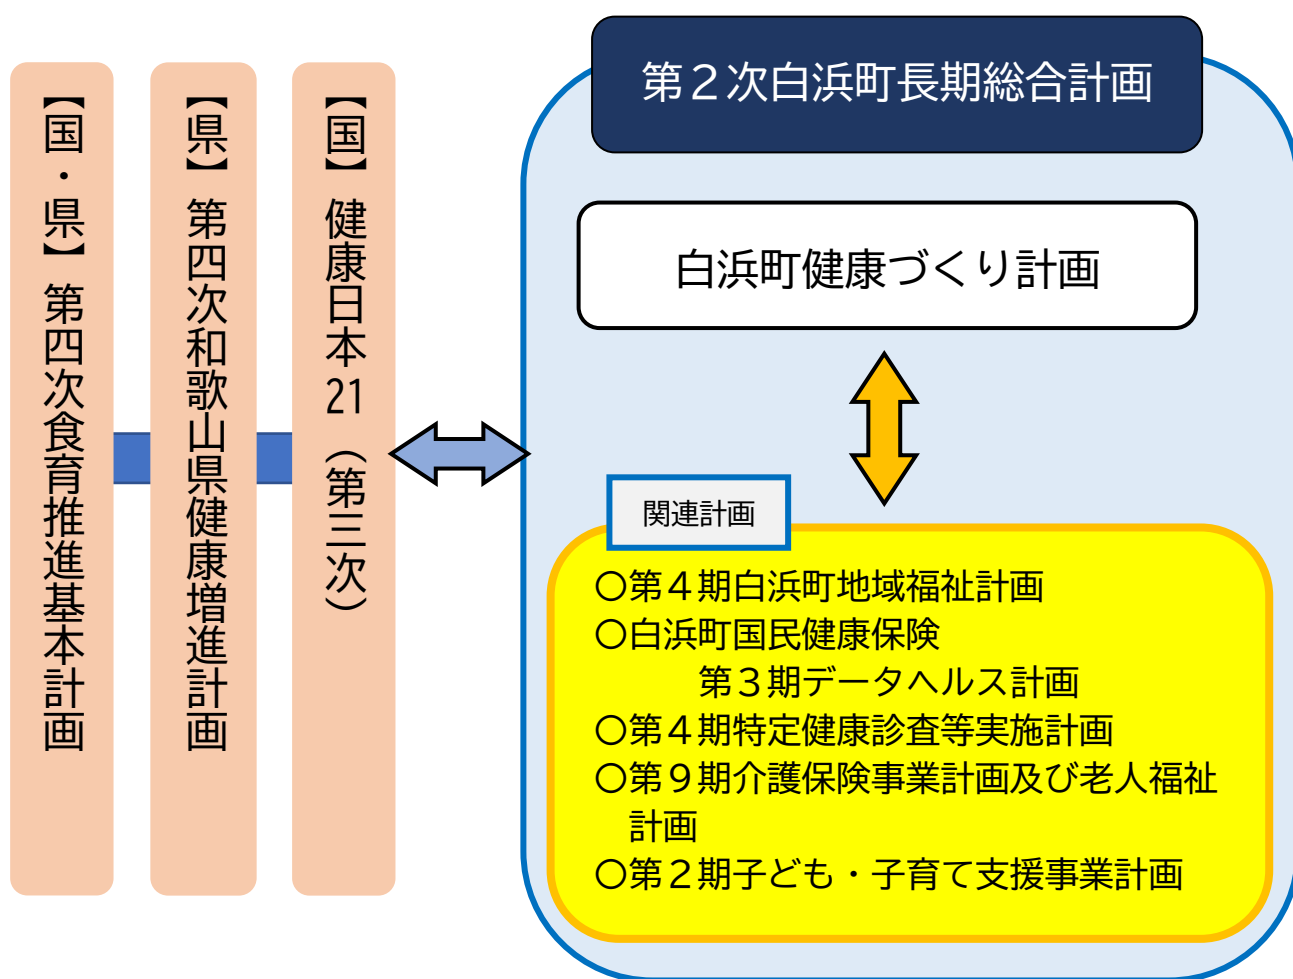 第２次白浜町長期総合計画
白浜町健康づくり計画
【国】健康日本21（第三次）
【県】第四次和歌山県健康増進計画
【国・県】第四次食育推進基本計画
関連計画
〇第４期白浜町地域福祉計画
〇白浜町国民健康保険
第３期データヘルス計画
〇第４期特定健康診査等実施計画
〇第９期介護保険事業計画及び老人福祉
計画
〇第２期子ども・子育て支援事業計画